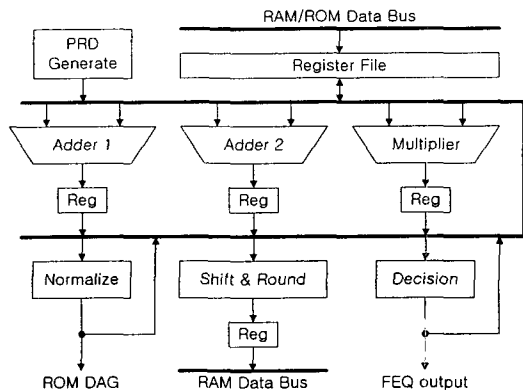 RAM/ROM Data Bus
PRD
Generate
Register File
Adder 1
Adder 2
Multiplier
Reg
Reg
Reg
Normalize
Shift & Round
Decision
Reg
ROM DAG
RAM Data Bus
FEQ output